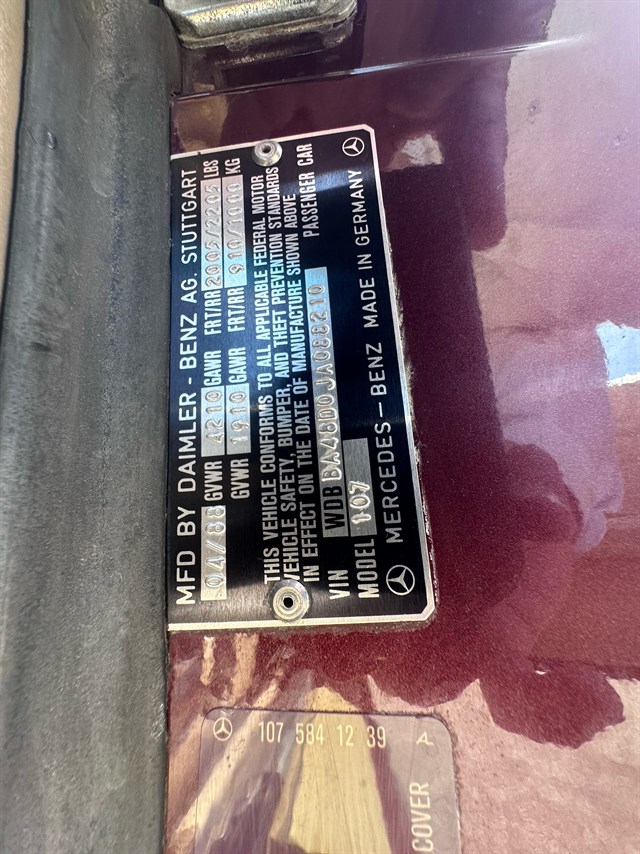 MFD BY DAIMLER - BENZ AG. STUTTGART
04/88 GVWR 4210 GAWR FRT/RR 2005/2205 LBS
GVWR 1910 GAWR FRT/RR 910/1000 KG
THIS VEHICLE CONFORMS TO ALL APPLICABLE FEDERAL MOTOR
VEHICLE SAFETY, BUMPER, AND THEFT PREVENTION STANDARDS
IN EFFECT ON THE DATE OF MANUFACTURE SHOWN ABOVE
VIN WDB BA48D0JA088210 PASSENGER CAR
MODEL 107
MERCEDES-BENZ MADE IN GERMANY
107 584 12 39
COVER